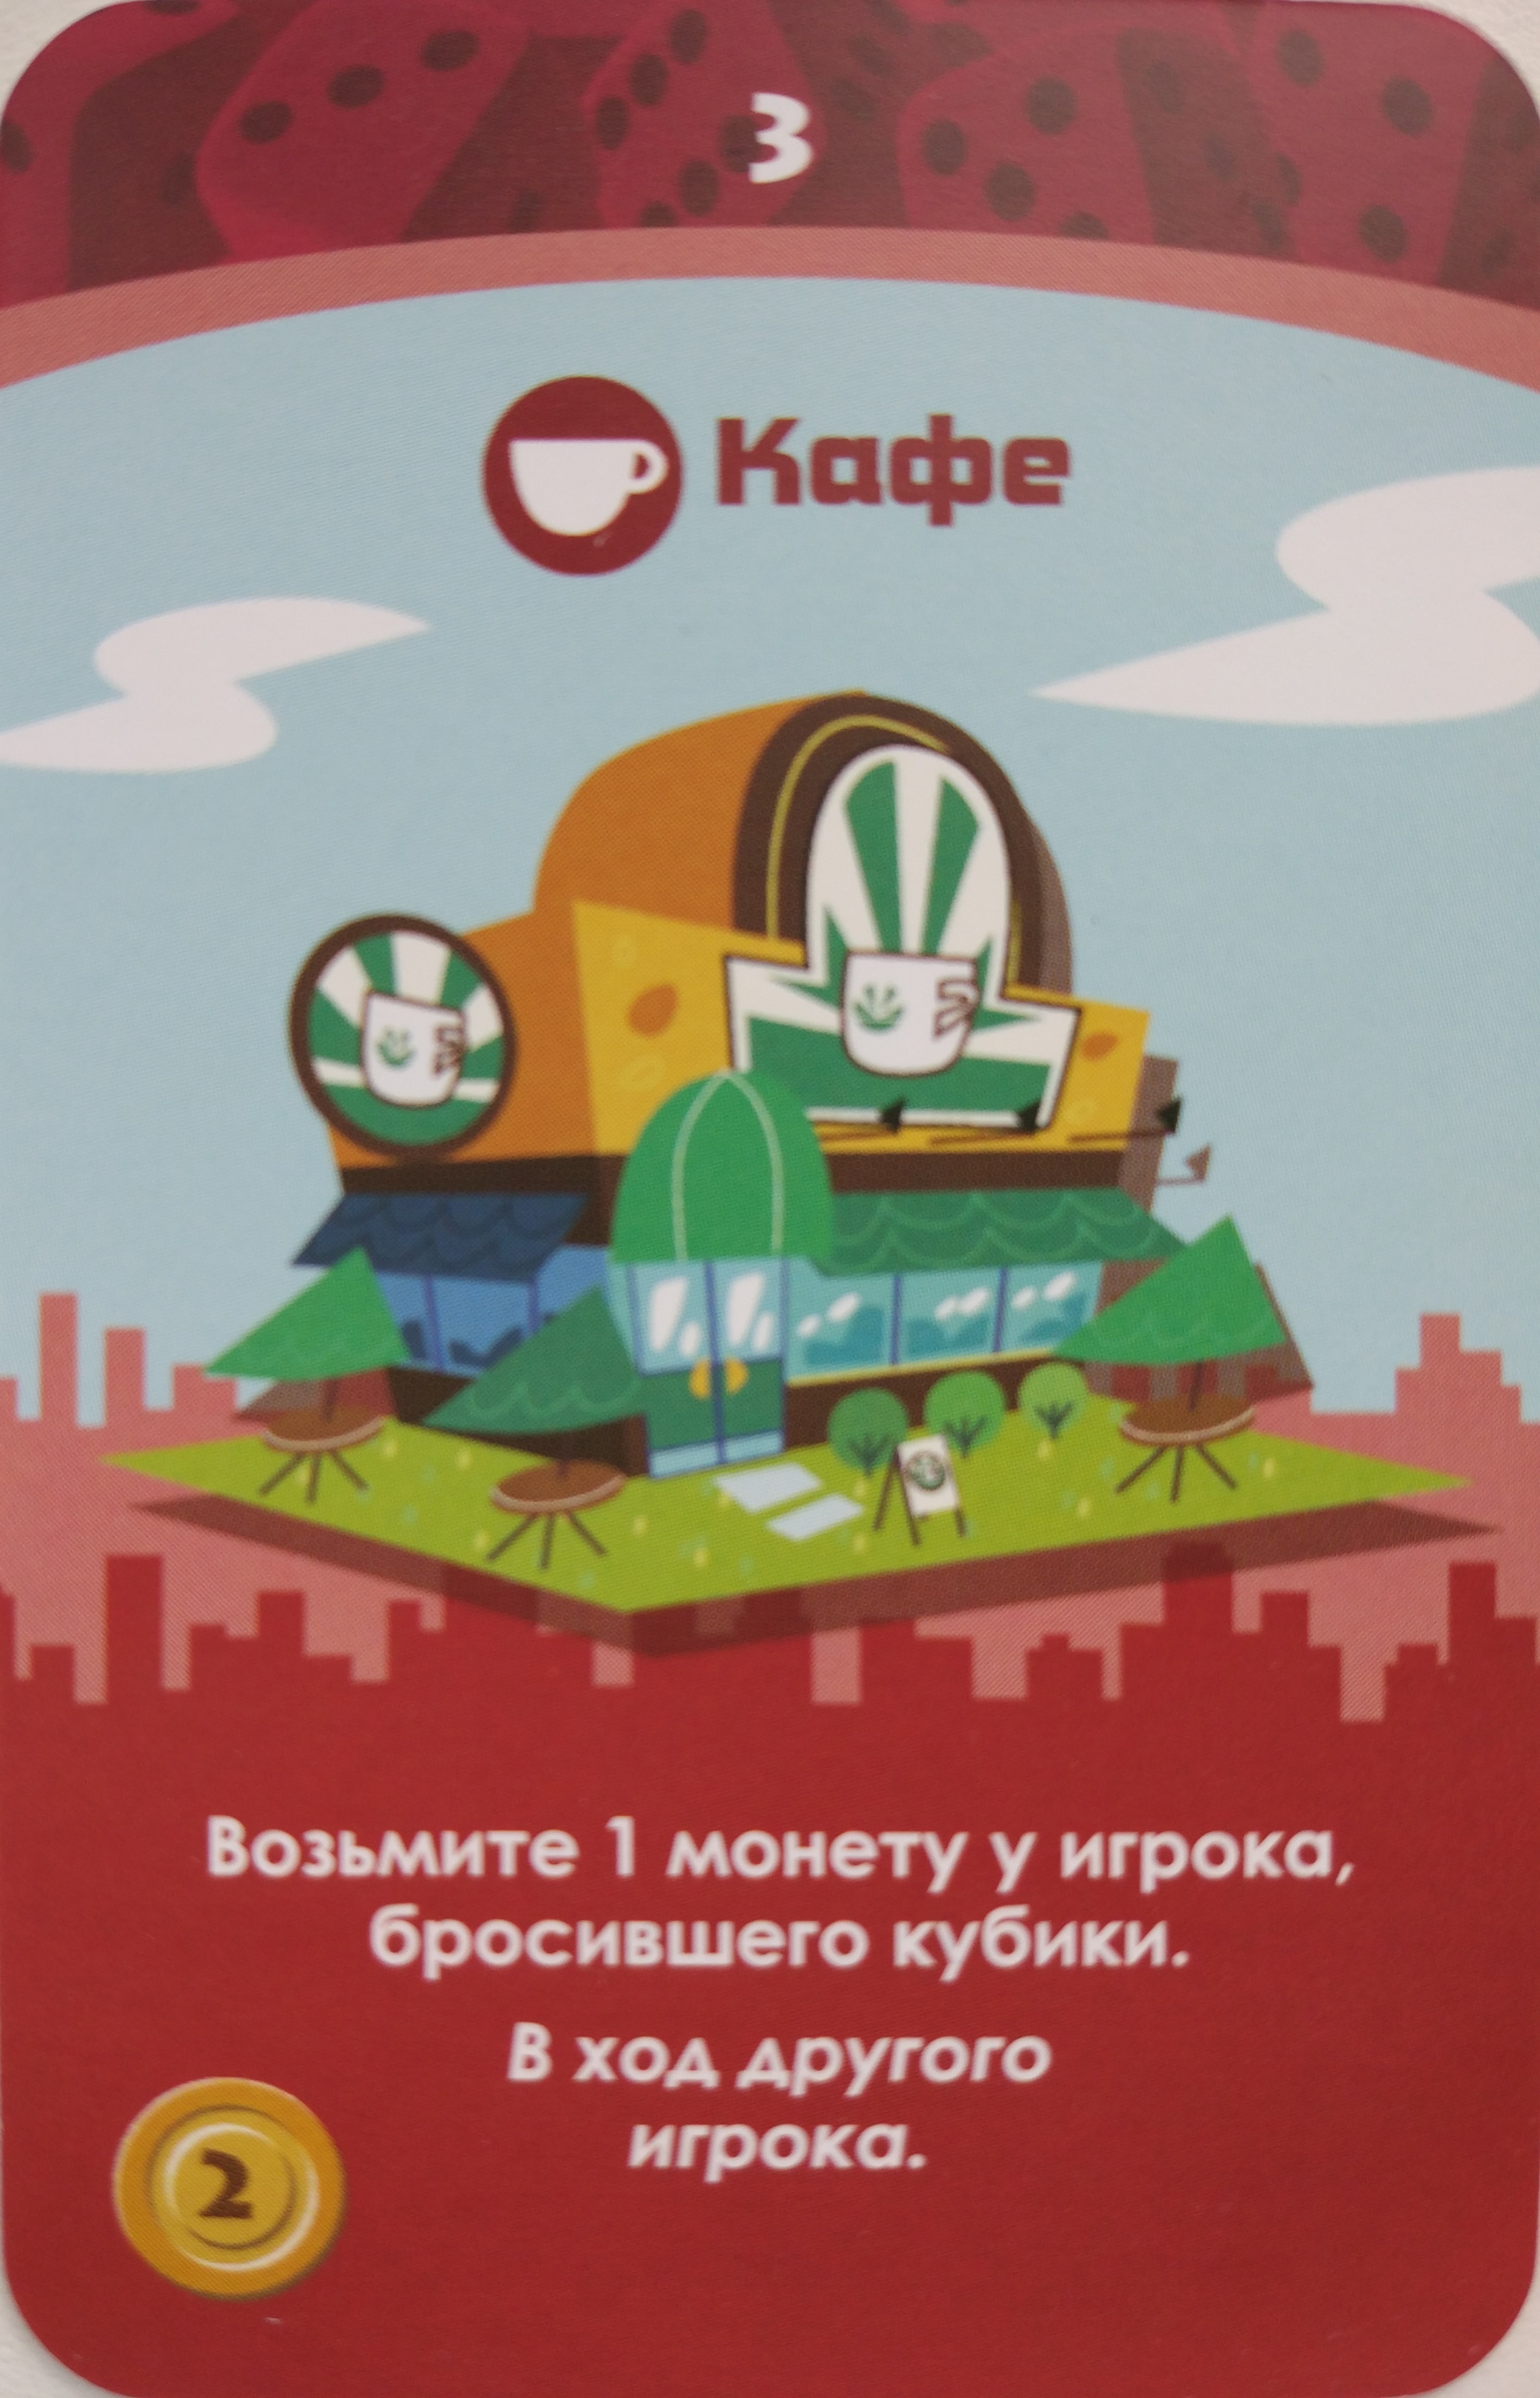 3
Кафе
Возьмите 1 монету у игрока,
бросившего кубики.
В ход другого
игрока.
2